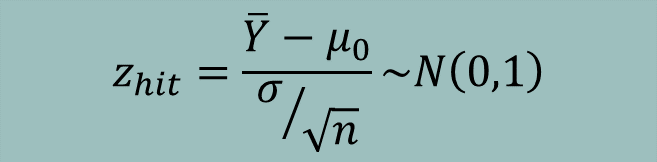 z_hit = (Ȳ − μ₀) / (σ/√n) ~ N(0,1)